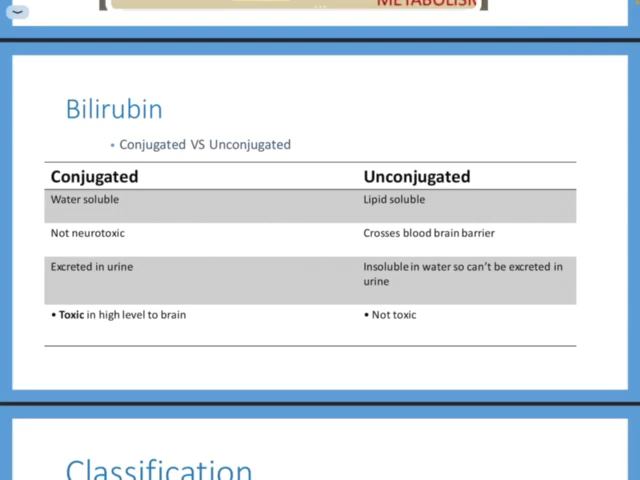 METABOLISM
Bilirubin
• Conjugated VS Unconjugated
Conjugated Unconjugated
Water soluble Lipid soluble
Not neurotoxic Crosses blood brain barrier
Excreted in urine Insoluble in water so can't be excreted in
urine
• Toxic in high level to brain • Not toxic
Classification